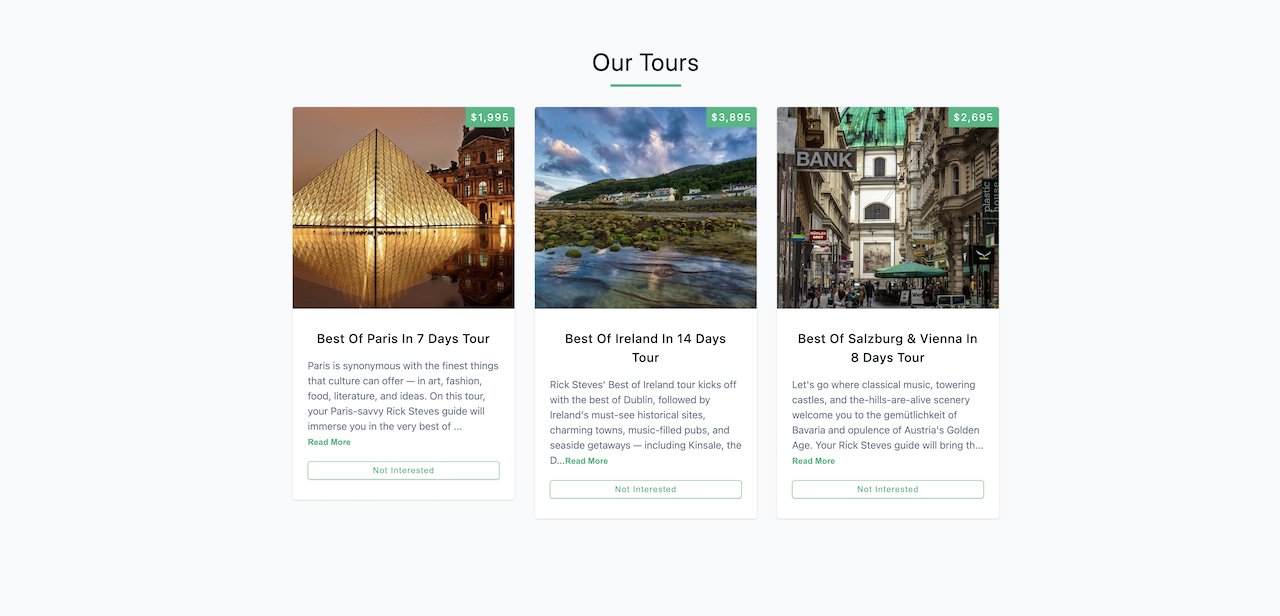 Our Tours
$1,995
$3,895
$2,695
BANK
plastic
house
Best Of Paris In 7 Days Tour
Paris is synonymous with the finest things
that culture can offer — in art, fashion,
food, literature, and ideas. On this tour,
your Paris-savvy Rick Steves guide will
immerse you in the very best of ...
Read More
Not Interested
Best Of Ireland In 14 Days
Tour
Rick Steves' Best of Ireland tour kicks off
with the best of Dublin, followed by
Ireland's must-see historical sites,
charming towns, music-filled pubs, and
seaside getaways — including Kinsale, the
D...Read More
Not Interested
Best Of Salzburg & Vienna In
8 Days Tour
Let's go where classical music, towering
castles, and the-hills-are-alive scenery
welcome you to the gemütlichkeit of
Bavaria and opulence of Austria's Golden
Age. Your Rick Steves guide will bring th...
Read More
Not Interested